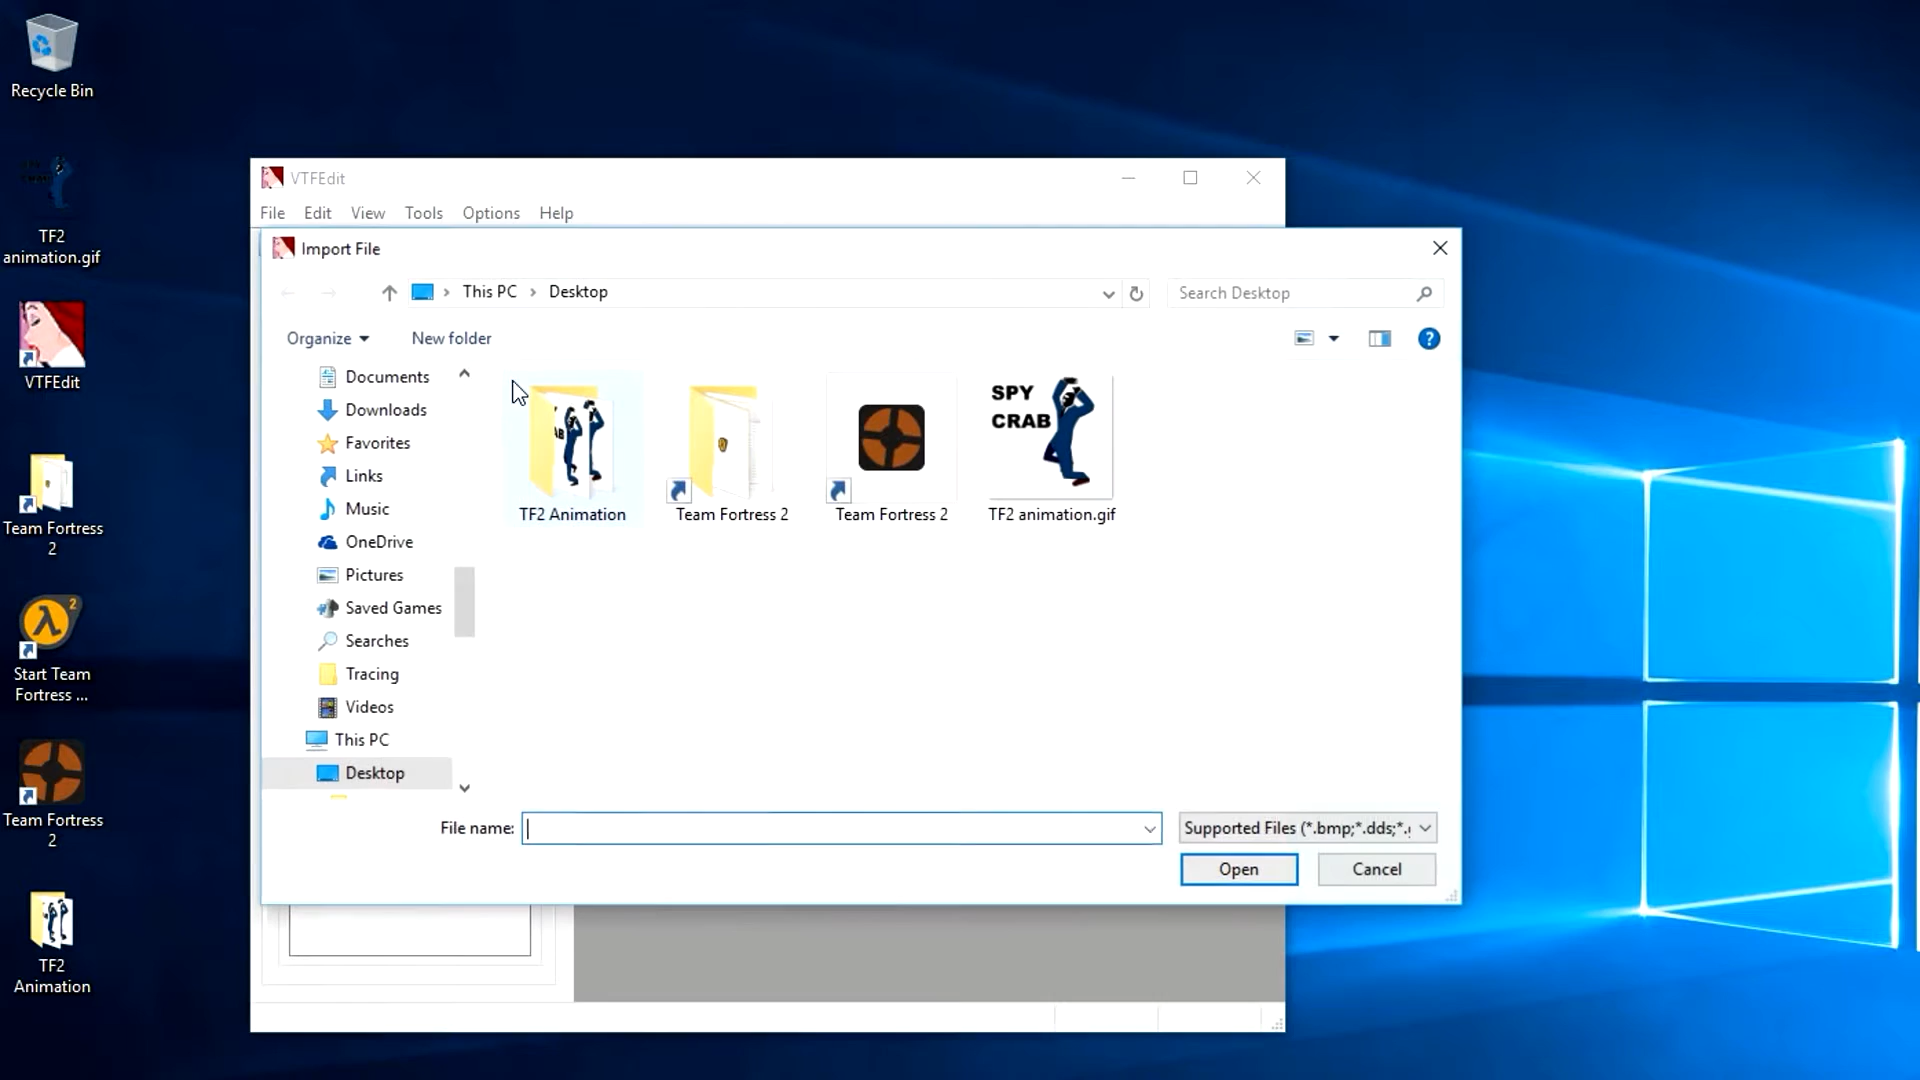 Recycle Bin
TF2
animation.gif
VTFEdit
Team Fortress
2
Start Team
Fortress ...
Team Fortress
2
TF2
Animation
VTFEdit
File Edit View Tools Options Help
Import File
This PC > Desktop
Search Desktop
Organize
New folder
Documents
Downloads
Favorites
Links
Music
OneDrive
Pictures
Saved Games
Searches
Tracing
Videos
This PC
Desktop
SPY
CRAB
TF2 Animation
Team Fortress 2
Team Fortress 2
TF2 animation.gif
File name:
Supported Files (*.bmp;*.dds;*.
Open
Cancel